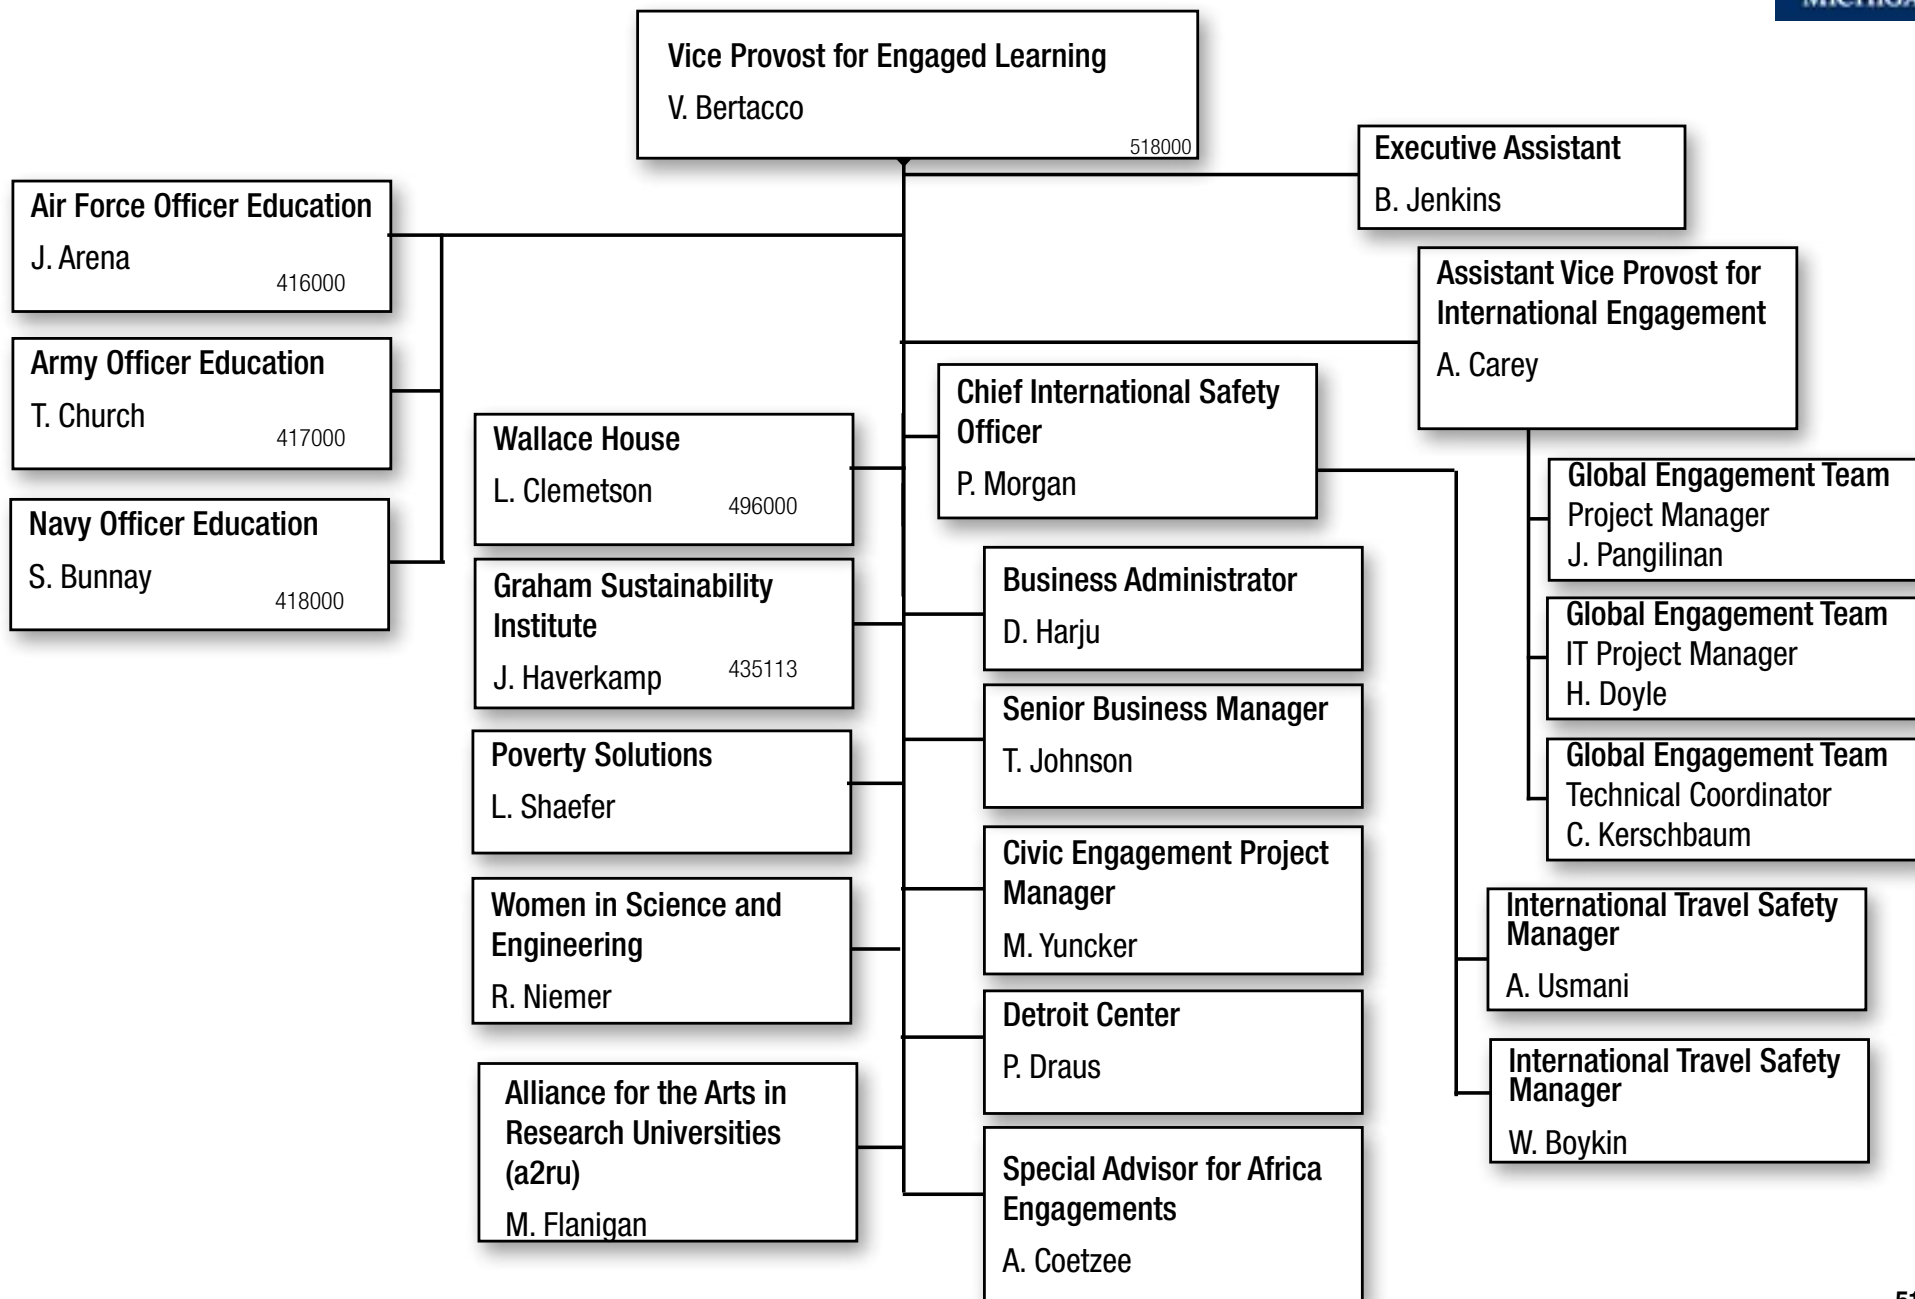 Vice Provost for Engaged Learning
V. Bertacco
518000
Executive Assistant
B. Jenkins
Air Force Officer Education
J. Arena
416000
Army Officer Education
T. Church
417000
Navy Officer Education
S. Bunnay
418000
Assistant Vice Provost for
International Engagement
A. Carey
Chief International Safety
Officer
P. Morgan
Wallace House
L. Clemetson
496000
Graham Sustainability
Institute
J. Haverkamp
435113
Poverty Solutions
L. Shaefer
Women in Science and
Engineering
R. Niemer
Alliance for the Arts in
Research Universities
(a2ru)
M. Flanigan
Business Administrator
D. Harju
Senior Business Manager
T. Johnson
Civic Engagement Project
Manager
M. Yuncker
Detroit Center
P. Draus
Special Advisor for Africa
Engagements
A. Coetzee
Global Engagement Team
Project Manager
J. Pangilinan
Global Engagement Team
IT Project Manager
H. Doyle
Global Engagement Team
Technical Coordinator
C. Kerschbaum
International Travel Safety
Manager
A. Usmani
International Travel Safety
Manager
W. Boykin